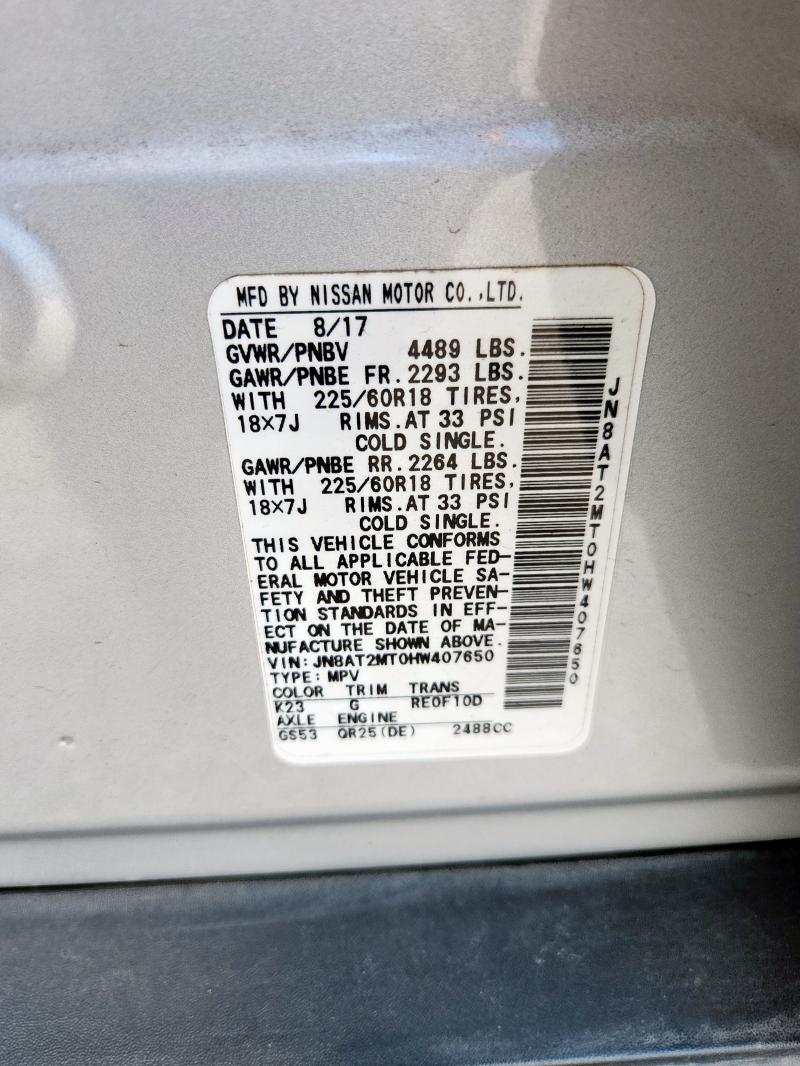 MFD BY NISSAN MOTOR CO.,LTD.
DATE 8/17
GVWR/PNBV 4489 LBS.
GAWR/PNBE FR. 2293 LBS.
WITH 225/60R18 TIRES,
18×7J RIMS.AT 33 PSI
COLD SINGLE.
GAWR/PNBE RR. 2264 LBS.
WITH 225/60R18 TIRES,
18×7J RIMS.AT 33 PSI
COLD SINGLE.
THIS VEHICLE CONFORMS
TO ALL APPLICABLE FED-
ERAL MOTOR VEHICLE SA-
FETY AND THEFT PREVEN-
TION STANDARDS IN EFF-
ECT ON THE DATE OF MA-
NUFACTURE SHOWN ABOVE.
VIN: JN8AT2MT0HW407650
TYPE: MPV
COLOR TRIM TRANS
K23 G RE0F10D
AXLE ENGINE
GS53 QR25(DE) 2488CC
JN8AT2MT0HW407650